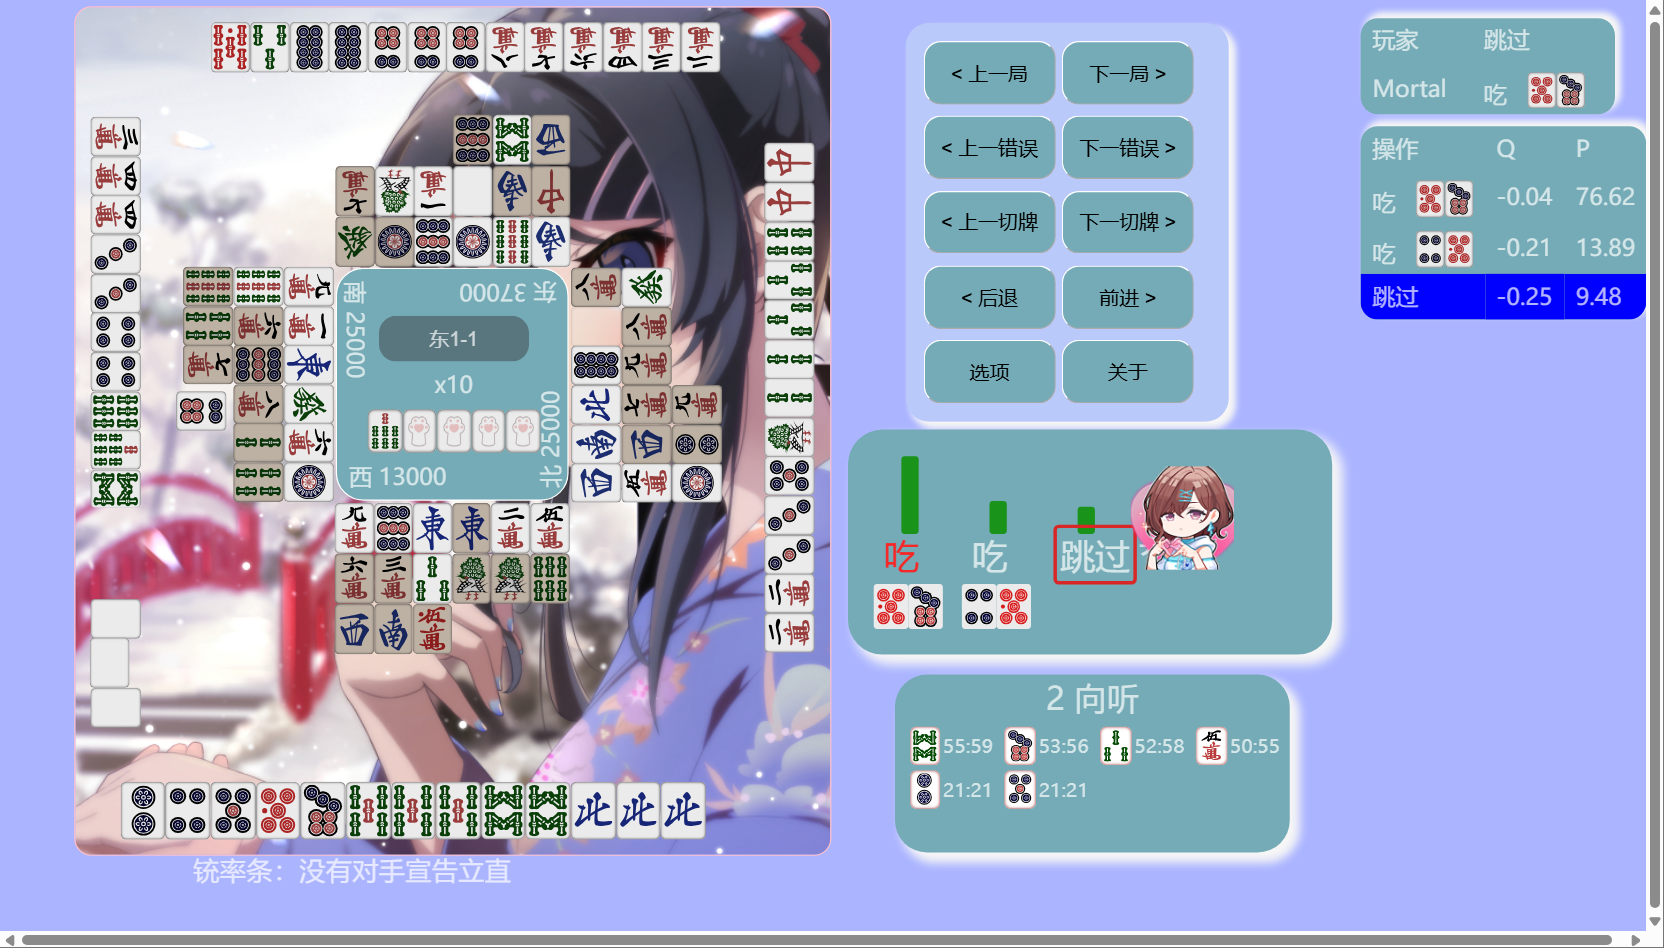 < 上一局
下一局 >
< 上一错误
下一错误 >
< 上一切牌
下一切牌 >
< 后退
前进 >
选项
关于
玩家 跳过
Mortal 吃
操作 Q P
吃 -0.04 76.62
吃 -0.21 13.89
跳过 -0.25 9.48
东 37000
南 25000
东1-1
x10
北 25000
西 13000
吃
吃
跳过
2 向听
55:59 53:56 52:58 50:55
21:21 21:21
铳率条：没有对手宣告立直